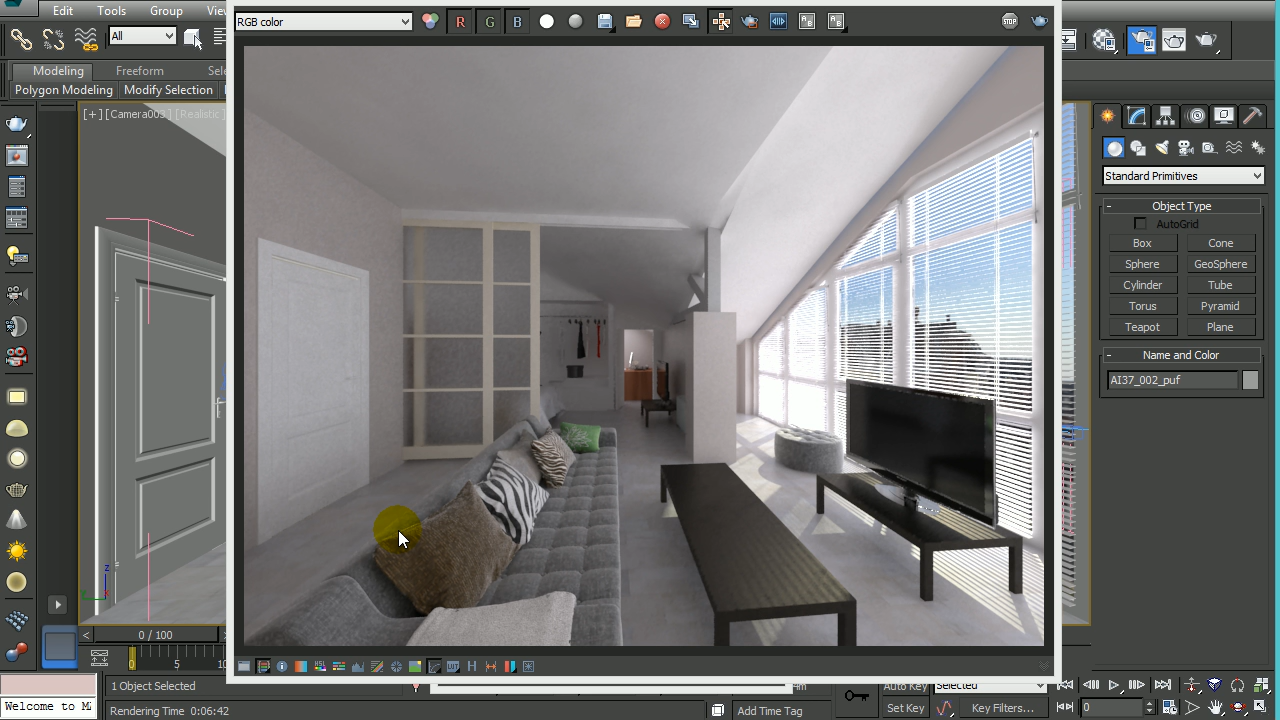 Edit Tools Group
RGB color
R G B
All
Modeling Freeform
Polygon Modeling Modify Selection
[+] [Camera003] [Realistic
Standard Primitives
- Object Type
AutoGrid
Box Cone
Sphere GeoSphere
Cylinder Tube
Torus Pyramid
Teapot Plane
- Name and Color
AI37_002_puf
z
0 / 100
0 5
1 Object Selected
Auto Key Selected
Welcome to M
Rendering Time 0:06:42
Add Time Tag
Set Key Key Filters...
0